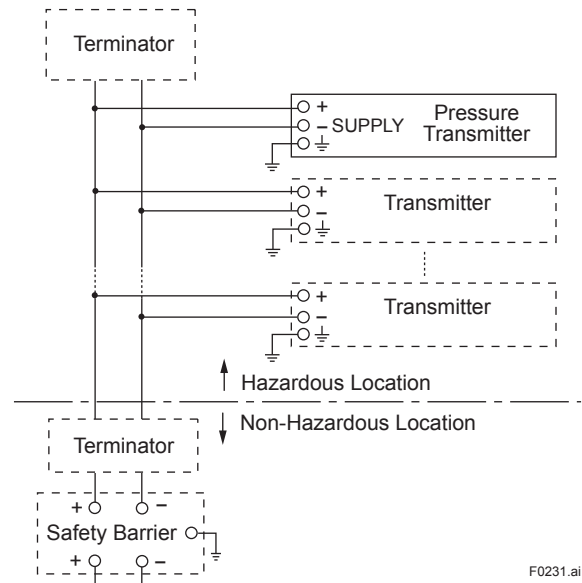 Terminator
+
− SUPPLY
Pressure
Transmitter
+
−
Transmitter
+
−
Transmitter
Hazardous Location
Non-Hazardous Location
Terminator
+ −
Safety Barrier
+ −
F0231.ai